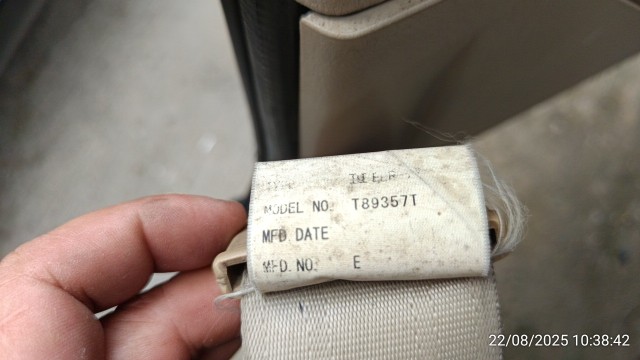 MODEL NO. T89357T
MFD DATE
MFD. NO. E
22/08/2025 10:38:42